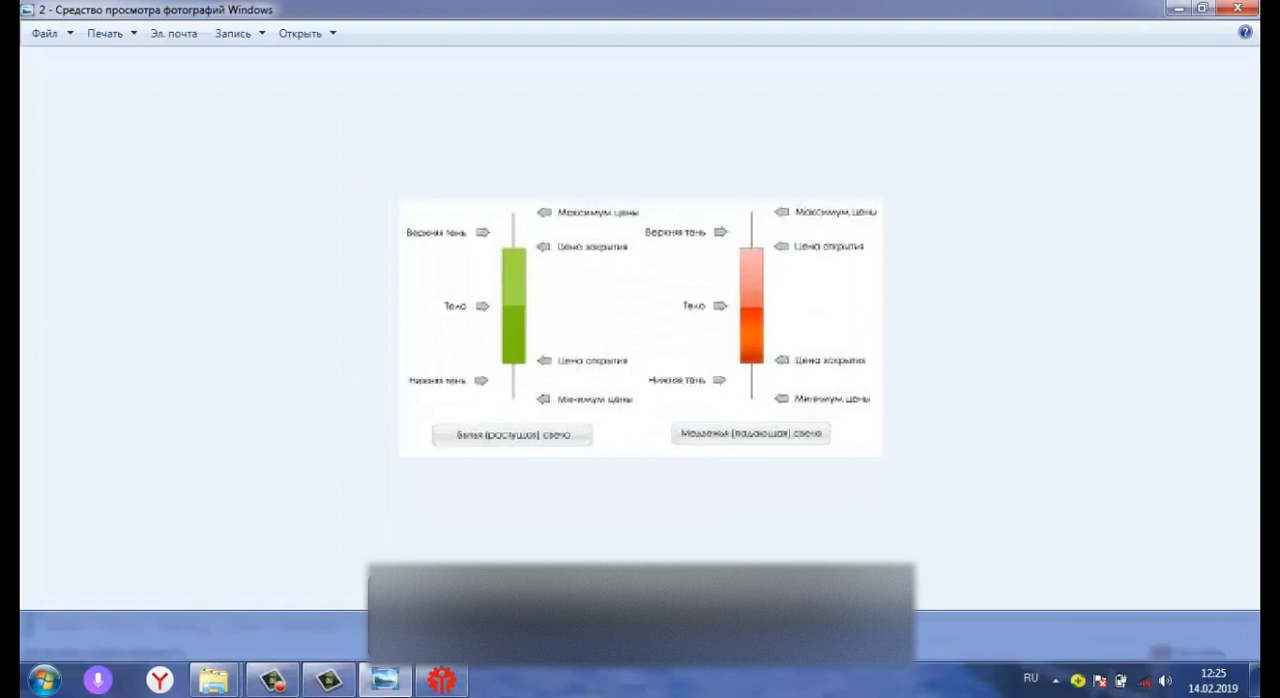 2 - Средство просмотра фотографий Windows
Файл Печать Эл. почта Запись Открыть
Максимум цены
Верхняя тень
Цена закрытия
Тело
Цена открытия
Нижняя тень
Минимум цены
Бычья (растущая) свеча
Максимум цены
Верхняя тень
Цена открытия
Тело
Цена закрытия
Нижняя тень
Минимум цены
Медвежья (падающая) свеча
RU
12:25
14.02.2019